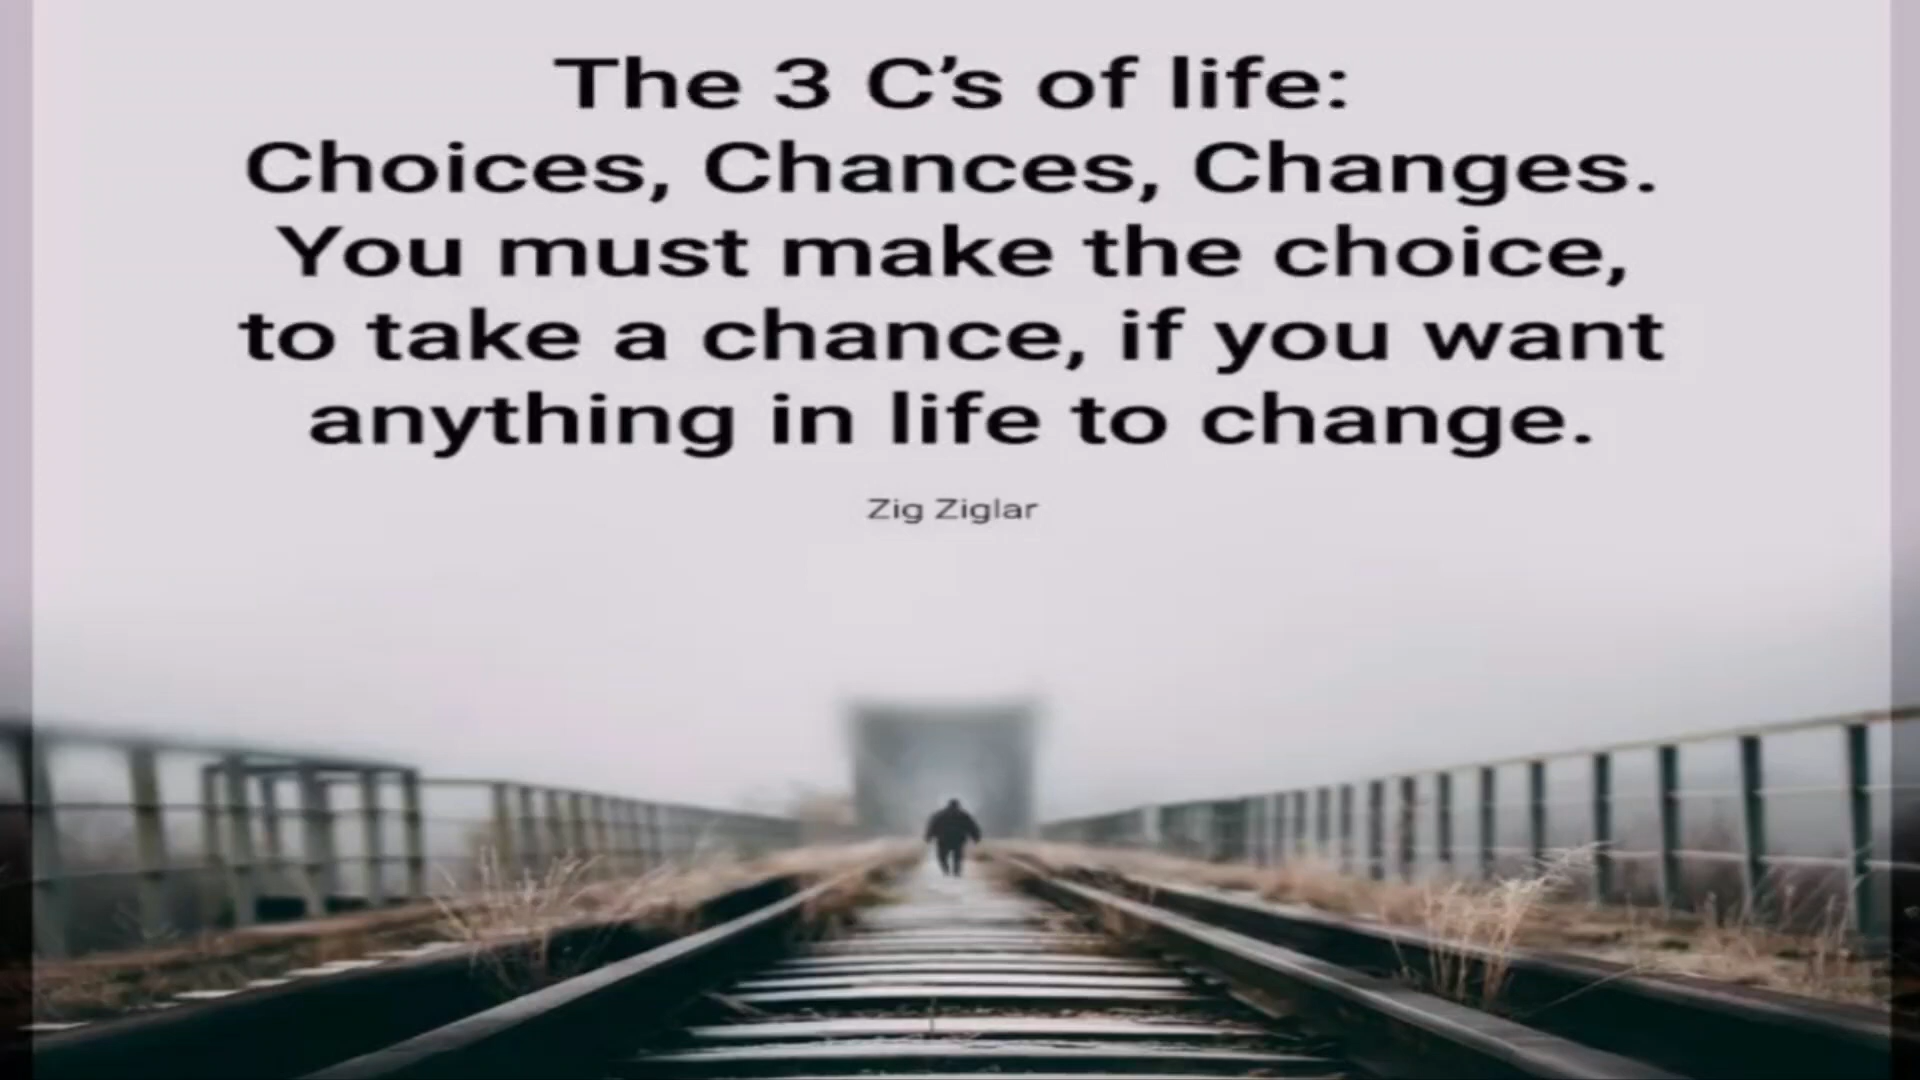 The 3 C’s of life:
Choices, Chances, Changes.
You must make the choice,
to take a chance, if you want
anything in life to change.
Zig Ziglar